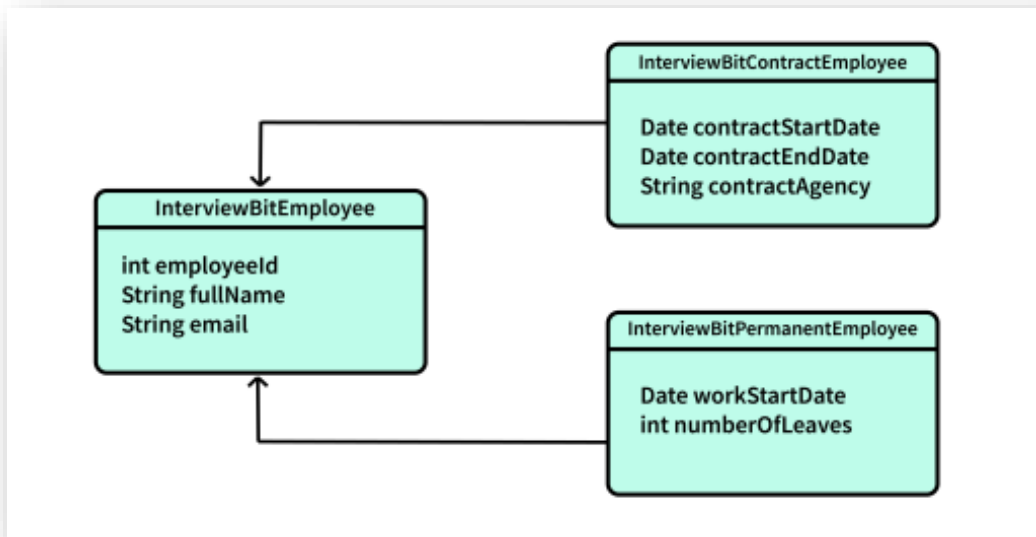 InterviewBitContractEmployee
Date contractStartDate
Date contractEndDate
String contractAgency
InterviewBitEmployee
int employeeId
String fullName
String email
InterviewBitPermanentEmployee
Date workStartDate
int numberOfLeaves